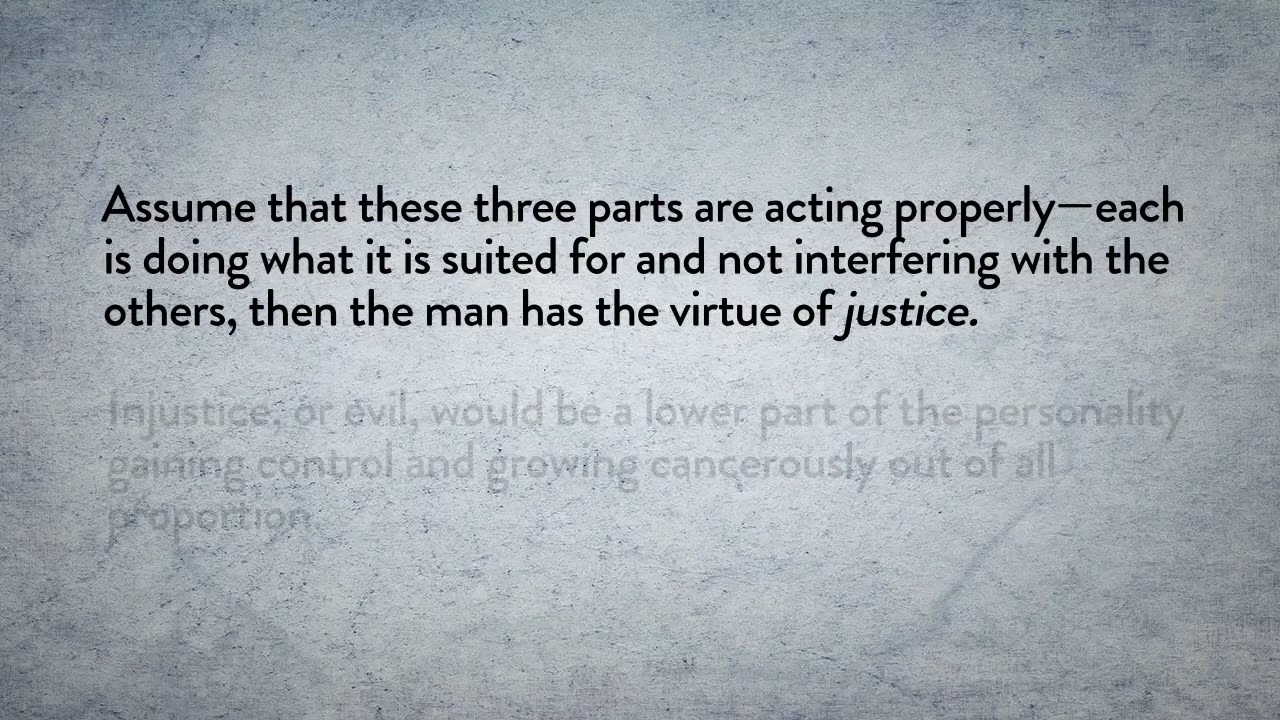 Assume that these three parts are acting properly—each
is doing what it is suited for and not interfering with the
others, then the man has the virtue of justice.
Injustice, or evil, would be a lower part of the personality
gaining control and growing cancerously out of all
proportion.